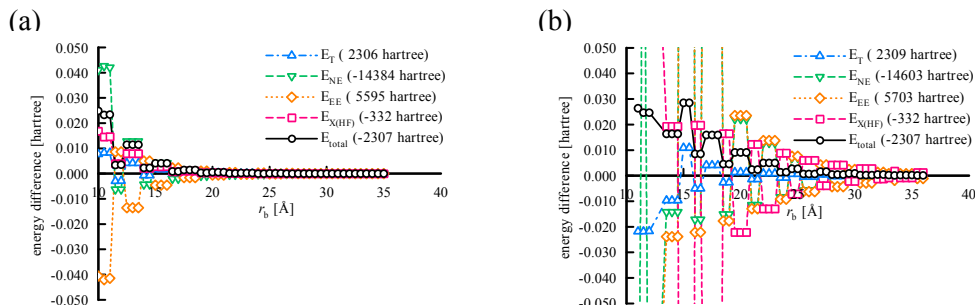 (a)
0.050
0.040
0.030
0.020
0.010
0.000
-0.010
-0.020
-0.030
-0.040
-0.050
energy difference [hartree]
10
15
20
25
30
35
40
r_b [Å]
E_T ( 2306 hartree)
E_NE (-14384 hartree)
E_EE ( 5595 hartree)
E_X(HF) (-332 hartree)
E_total (-2307 hartree)
(b)
0.050
0.040
0.030
0.020
0.010
0.000
-0.010
-0.020
-0.030
-0.040
-0.050
energy difference [hartree]
10
15
20
25
30
35
40
r_b [Å]
E_T ( 2309 hartree)
E_NE (-14603 hartree)
E_EE ( 5703 hartree)
E_X(HF) (-332 hartree)
E_total (-2307 hartree)